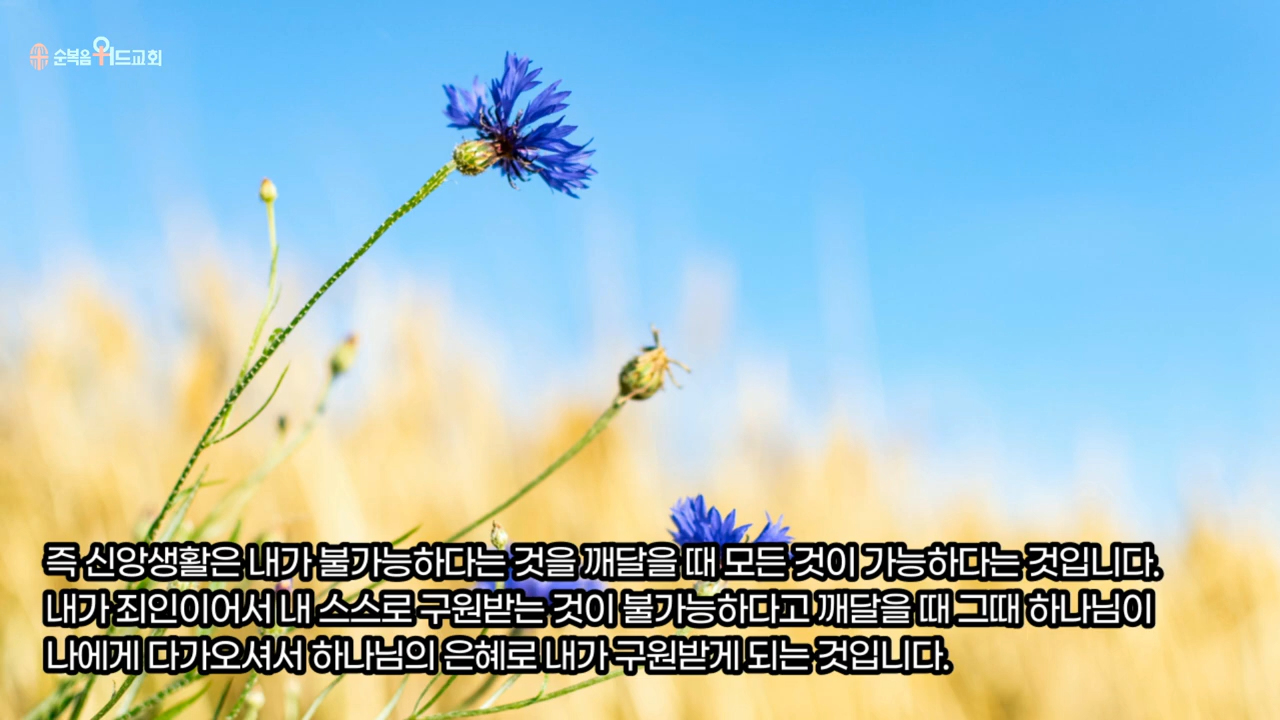 순복음워드교회
즉 신앙생활은 내가 불가능하다는 것을 깨달을 때 모든 것이 가능하다는 것입니다.
내가 죄인이어서 내 스스로 구원받는 것이 불가능하다고 깨달을 때 그때 하나님이
나에게 다가오셔서 하나님의 은혜로 내가 구원받게 되는 것입니다.